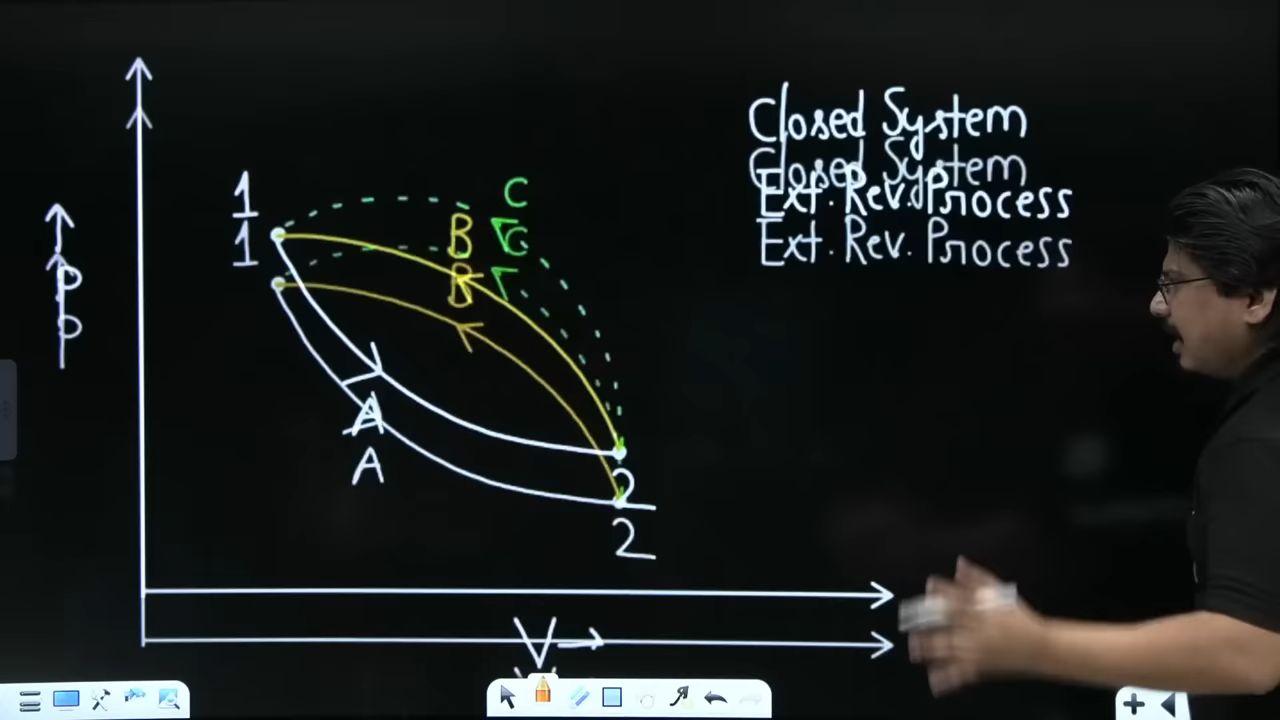 Closed System
Closed System
Ext. Rev. Process
Ext. Rev. Process
1
1
C
C
B
B
P
P
A
A
2
2
V